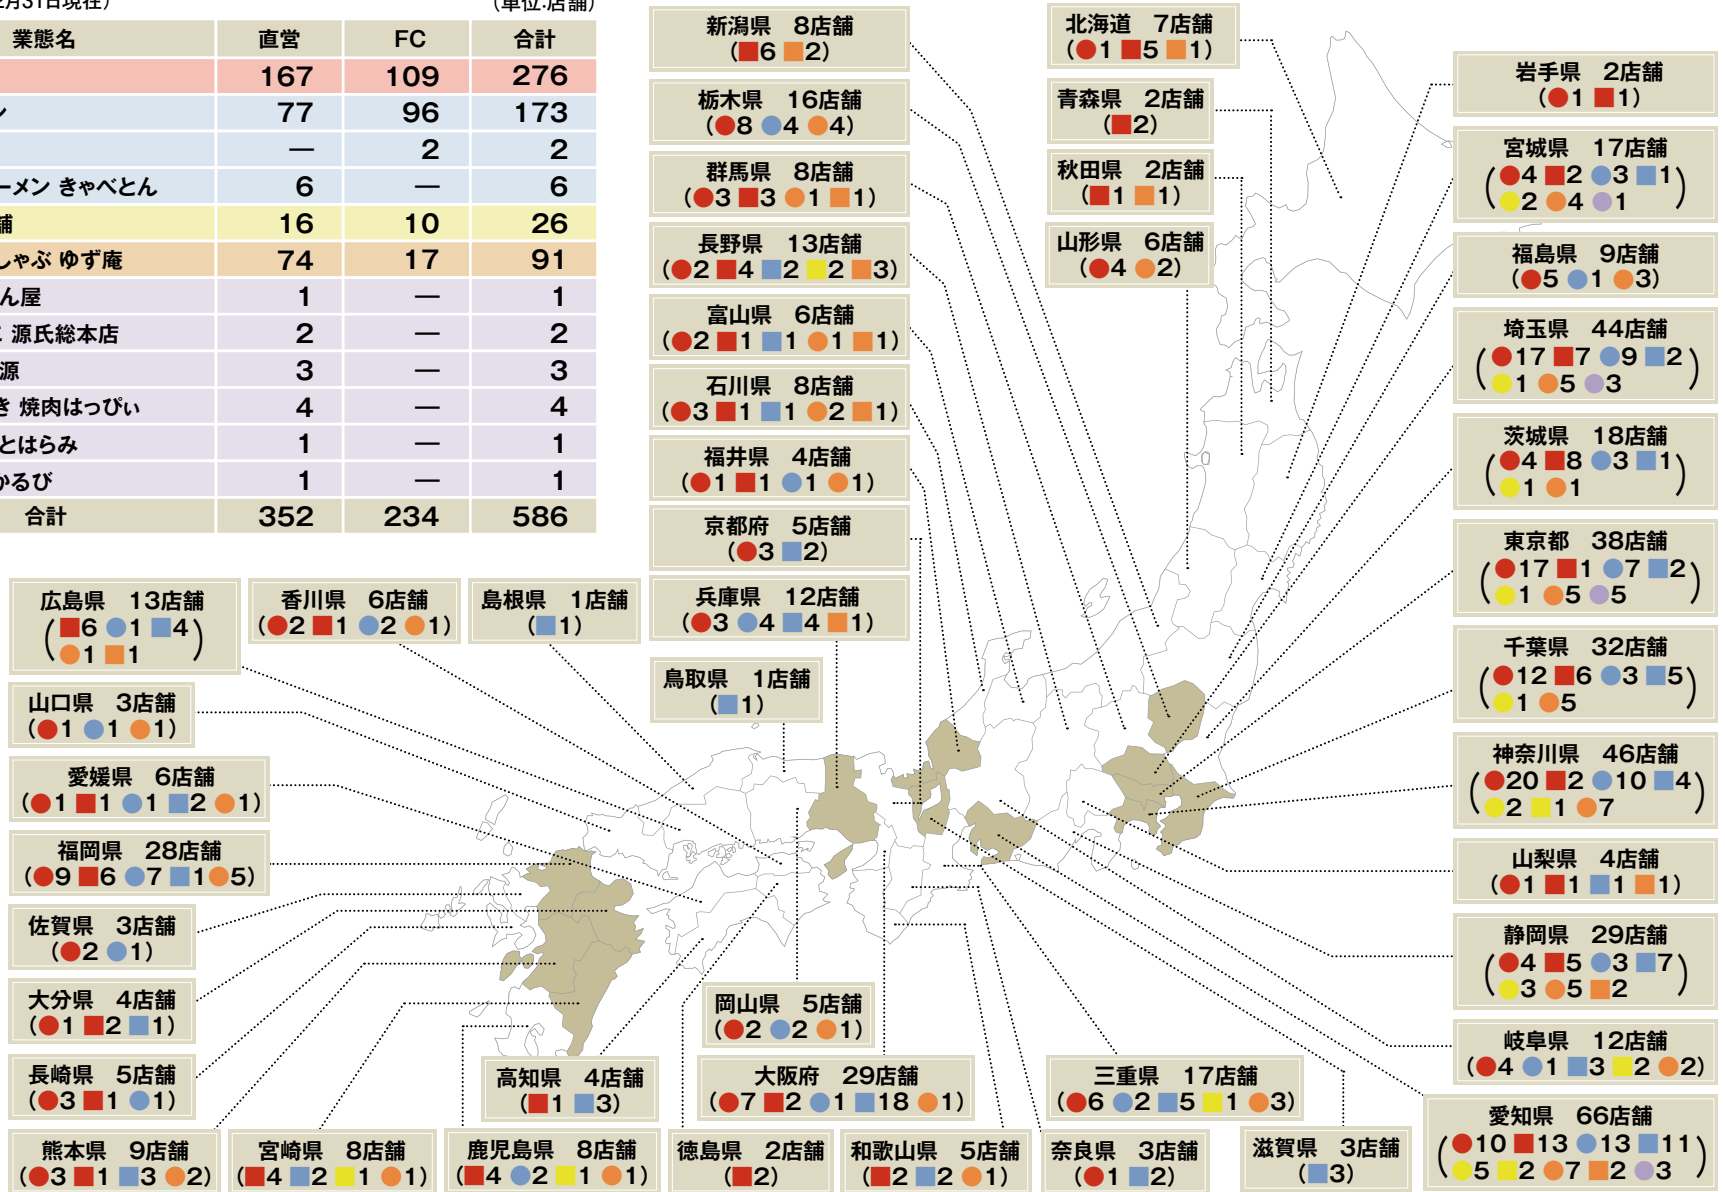 2月31日現在）
（単位:店舗）
業態名 直営 FC 合計
167 109 276
ン 77 96 173
— 2 2
ーメン きゃべとん 6 — 6
舗 16 10 26
しゃぶ ゆず庵 74 17 91
ん屋 1 — 1
源氏総本店 2 — 2
源 3 — 3
き 焼肉はっぴぃ 4 — 4
とはらみ 1 — 1
かるび 1 — 1
合計 352 234 586
新潟県 8店舗
（■6 ■2）
栃木県 16店舗
（●8 ●4 ●4）
群馬県 8店舗
（●3 ■3 ●1 ■1）
長野県 13店舗
（●2 ■4 ■2 ■2 ■3）
富山県 6店舗
（●2 ■1 ■1 ●1 ■1）
石川県 8店舗
（●3 ■1 ■1 ●2 ■1）
福井県 4店舗
（●1 ■1 ●1 ●1）
京都府 5店舗
（●3 ■2）
兵庫県 12店舗
（●3 ●4 ■4 ■1）
鳥取県 1店舗
（■1）
北海道 7店舗
（●1 ■5 ■1）
青森県 2店舗
（■2）
秋田県 2店舗
（■1 ■1）
山形県 6店舗
（●4 ●2）
岩手県 2店舗
（●1 ■1）
宮城県 17店舗
（●4 ■2 ●3 ■1
●2 ●4 ●1）
福島県 9店舗
（●5 ●1 ●3）
埼玉県 44店舗
（●17 ■7 ●9 ■2
●1 ●5 ●3）
茨城県 18店舗
（●4 ■8 ●3 ■1
●1 ●1）
東京都 38店舗
（●17 ■1 ●7 ■2
●1 ●5 ●5）
千葉県 32店舗
（●12 ■6 ●3 ■5
●1 ●5）
神奈川県 46店舗
（●20 ■2 ●10 ■4
●2 ■1 ●7）
山梨県 4店舗
（●1 ■1 ■1 ■1）
静岡県 29店舗
（●4 ■5 ●3 ■7
●3 ●5 ■2）
岐阜県 12店舗
（●4 ●1 ■3 ■2 ●2）
愛知県 66店舗
（●10 ■13 ●13 ■11
●5 ■2 ●7 ■2 ●3）
広島県 13店舗
（■6 ●1 ■4
●1 ■1）
香川県 6店舗
（●2 ■1 ●2 ●1）
島根県 1店舗
（■1）
山口県 3店舗
（●1 ●1 ●1）
愛媛県 6店舗
（●1 ■1 ●1 ■2 ●1）
福岡県 28店舗
（●9 ■6 ●7 ■1 ●5）
佐賀県 3店舗
（●2 ●1）
大分県 4店舗
（●1 ■2 ■1）
長崎県 5店舗
（●3 ■1 ●1）
熊本県 9店舗
（●3 ■1 ■3 ●2）
宮崎県 8店舗
（■4 ■2 ■1 ●1）
鹿児島県 8店舗
（■4 ●2 ■1 ●1）
高知県 4店舗
（■1 ■3）
岡山県 5店舗
（●2 ●2 ●1）
大阪府 29店舗
（●7 ■2 ●1 ■18 ●1）
徳島県 2店舗
（■2）
和歌山県 5店舗
（■2 ■2 ●1）
奈良県 3店舗
（●1 ■2）
三重県 17店舗
（●6 ●2 ■5 ■1 ●3）
滋賀県 3店舗
（■3）